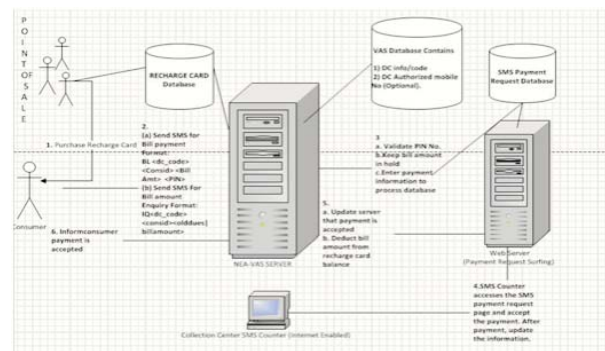 POINT OF SALE
RECHARGE CARD
Database
VAS Database Contains
1) DC info/code
2) DC Authorized mobile
No (Optional).
SMS Payment
Request Database
1. Purchase Recharge Card
Consumer
2.
(a) Send SMS for
Bill payment
Format:
BL <dc_code>
<Consid> <Bill
Amt> <PIN>
(b) Send SMS For
Bill amount
Enquiry Format:
IQ<dc_code>
<consid><olddues|
billamount>
3
a. Validate PIN No.
b.Keep bill amount
in hold
c.Enter payment
information to
process database
5.
a. Update server
that payment is
accepted
b. Deduct bill
amount from
recharge card
balance
6. Informconsumer
payment is
accepted
NEA-VAS SERVER
Web Server
(Payment Request Surfing)
4.SMS Counter
accesses the SMS
payment request
page and accept
the payment. After
payment, update
the information.
Collection Center SMS Counter (Internet Enabled)